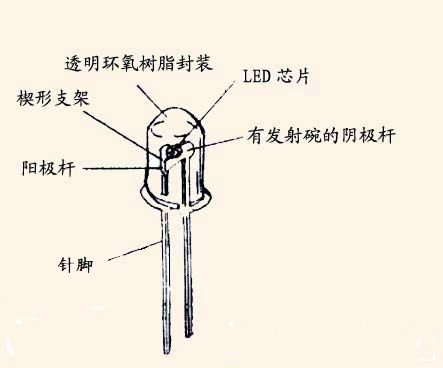 透明环氧树脂封装
LED 芯片
楔形支架
有发射碗的阴极杆
阳极杆
针脚